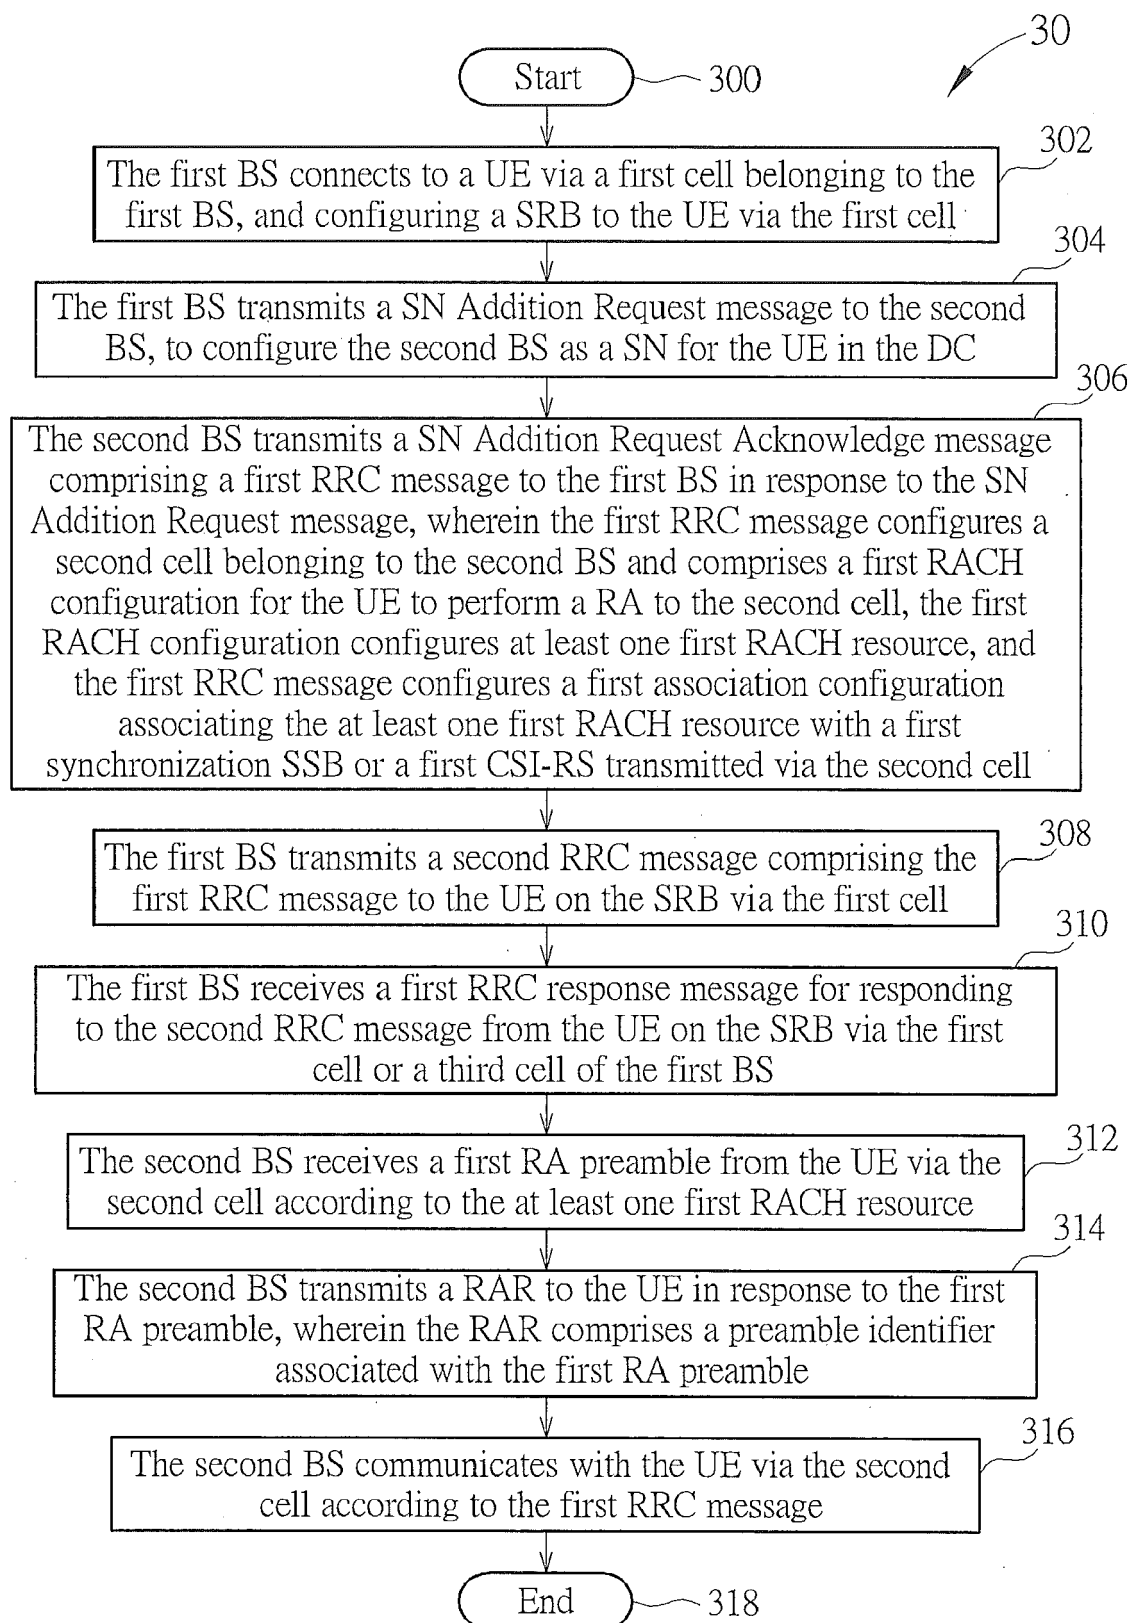 30
Start
300
302
The first BS connects to a UE via a first cell belonging to the
first BS, and configuring a SRB to the UE via the first cell
304
The first BS transmits a SN Addition Request message to the second
BS, to configure the second BS as a SN for the UE in the DC
306
The second BS transmits a SN Addition Request Acknowledge message
comprising a first RRC message to the first BS in response to the SN
Addition Request message, wherein the first RRC message configures a
second cell belonging to the second BS and comprises a first RACH
configuration for the UE to perform a RA to the second cell, the first
RACH configuration configures at least one first RACH resource, and
the first RRC message configures a first association configuration
associating the at least one first RACH resource with a first
synchronization SSB or a first CSI-RS transmitted via the second cell
308
The first BS transmits a second RRC message comprising the
first RRC message to the UE on the SRB via the first cell
310
The first BS receives a first RRC response message for responding
to the second RRC message from the UE on the SRB via the first
cell or a third cell of the first BS
312
The second BS receives a first RA preamble from the UE via the
second cell according to the at least one first RACH resource
314
The second BS transmits a RAR to the UE in response to the first
RA preamble, wherein the RAR comprises a preamble identifier
associated with the first RA preamble
316
The second BS communicates with the UE via the second
cell according to the first RRC message
End
318